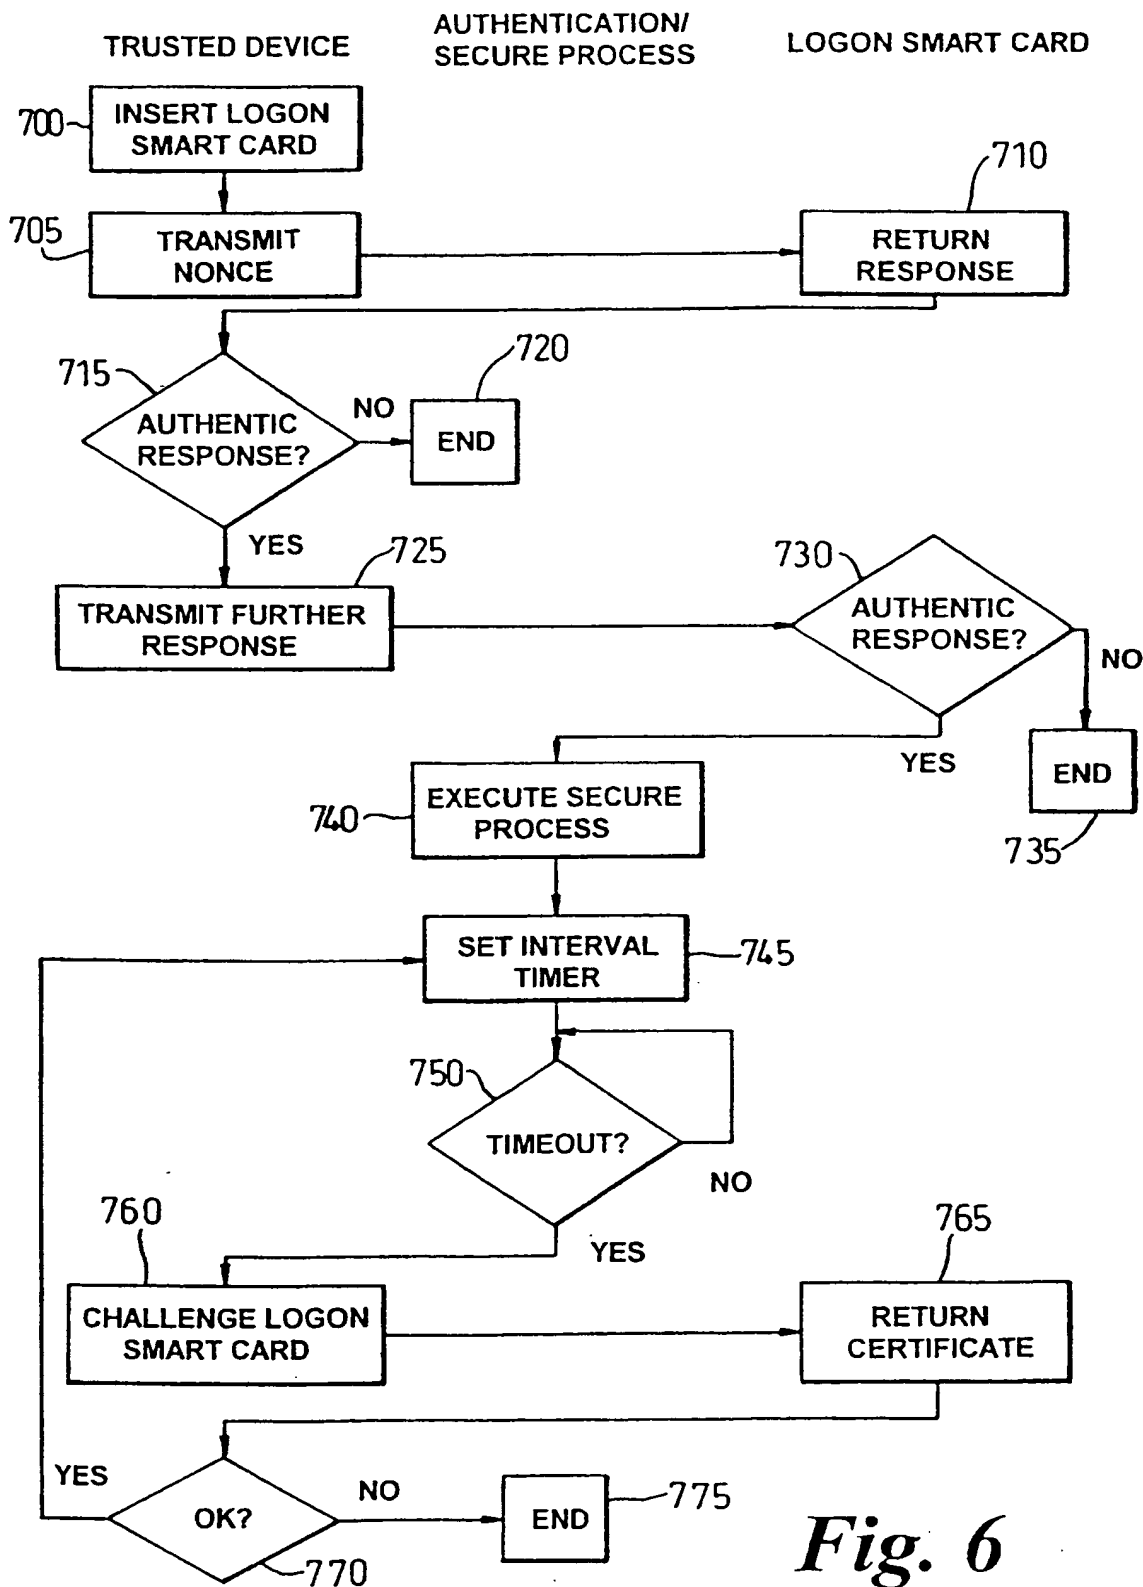 TRUSTED DEVICE
AUTHENTICATION/
SECURE PROCESS
LOGON SMART CARD
700
INSERT LOGON
SMART CARD
705
TRANSMIT
NONCE
710
RETURN
RESPONSE
715
AUTHENTIC
RESPONSE?
NO
720
END
YES
725
TRANSMIT FURTHER
RESPONSE
730
AUTHENTIC
RESPONSE?
NO
YES
END
735
740
EXECUTE SECURE
PROCESS
SET INTERVAL
TIMER
745
750
TIMEOUT?
NO
YES
760
CHALLENGE LOGON
SMART CARD
765
RETURN
CERTIFICATE
YES
OK?
NO
770
END
775
Fig. 6